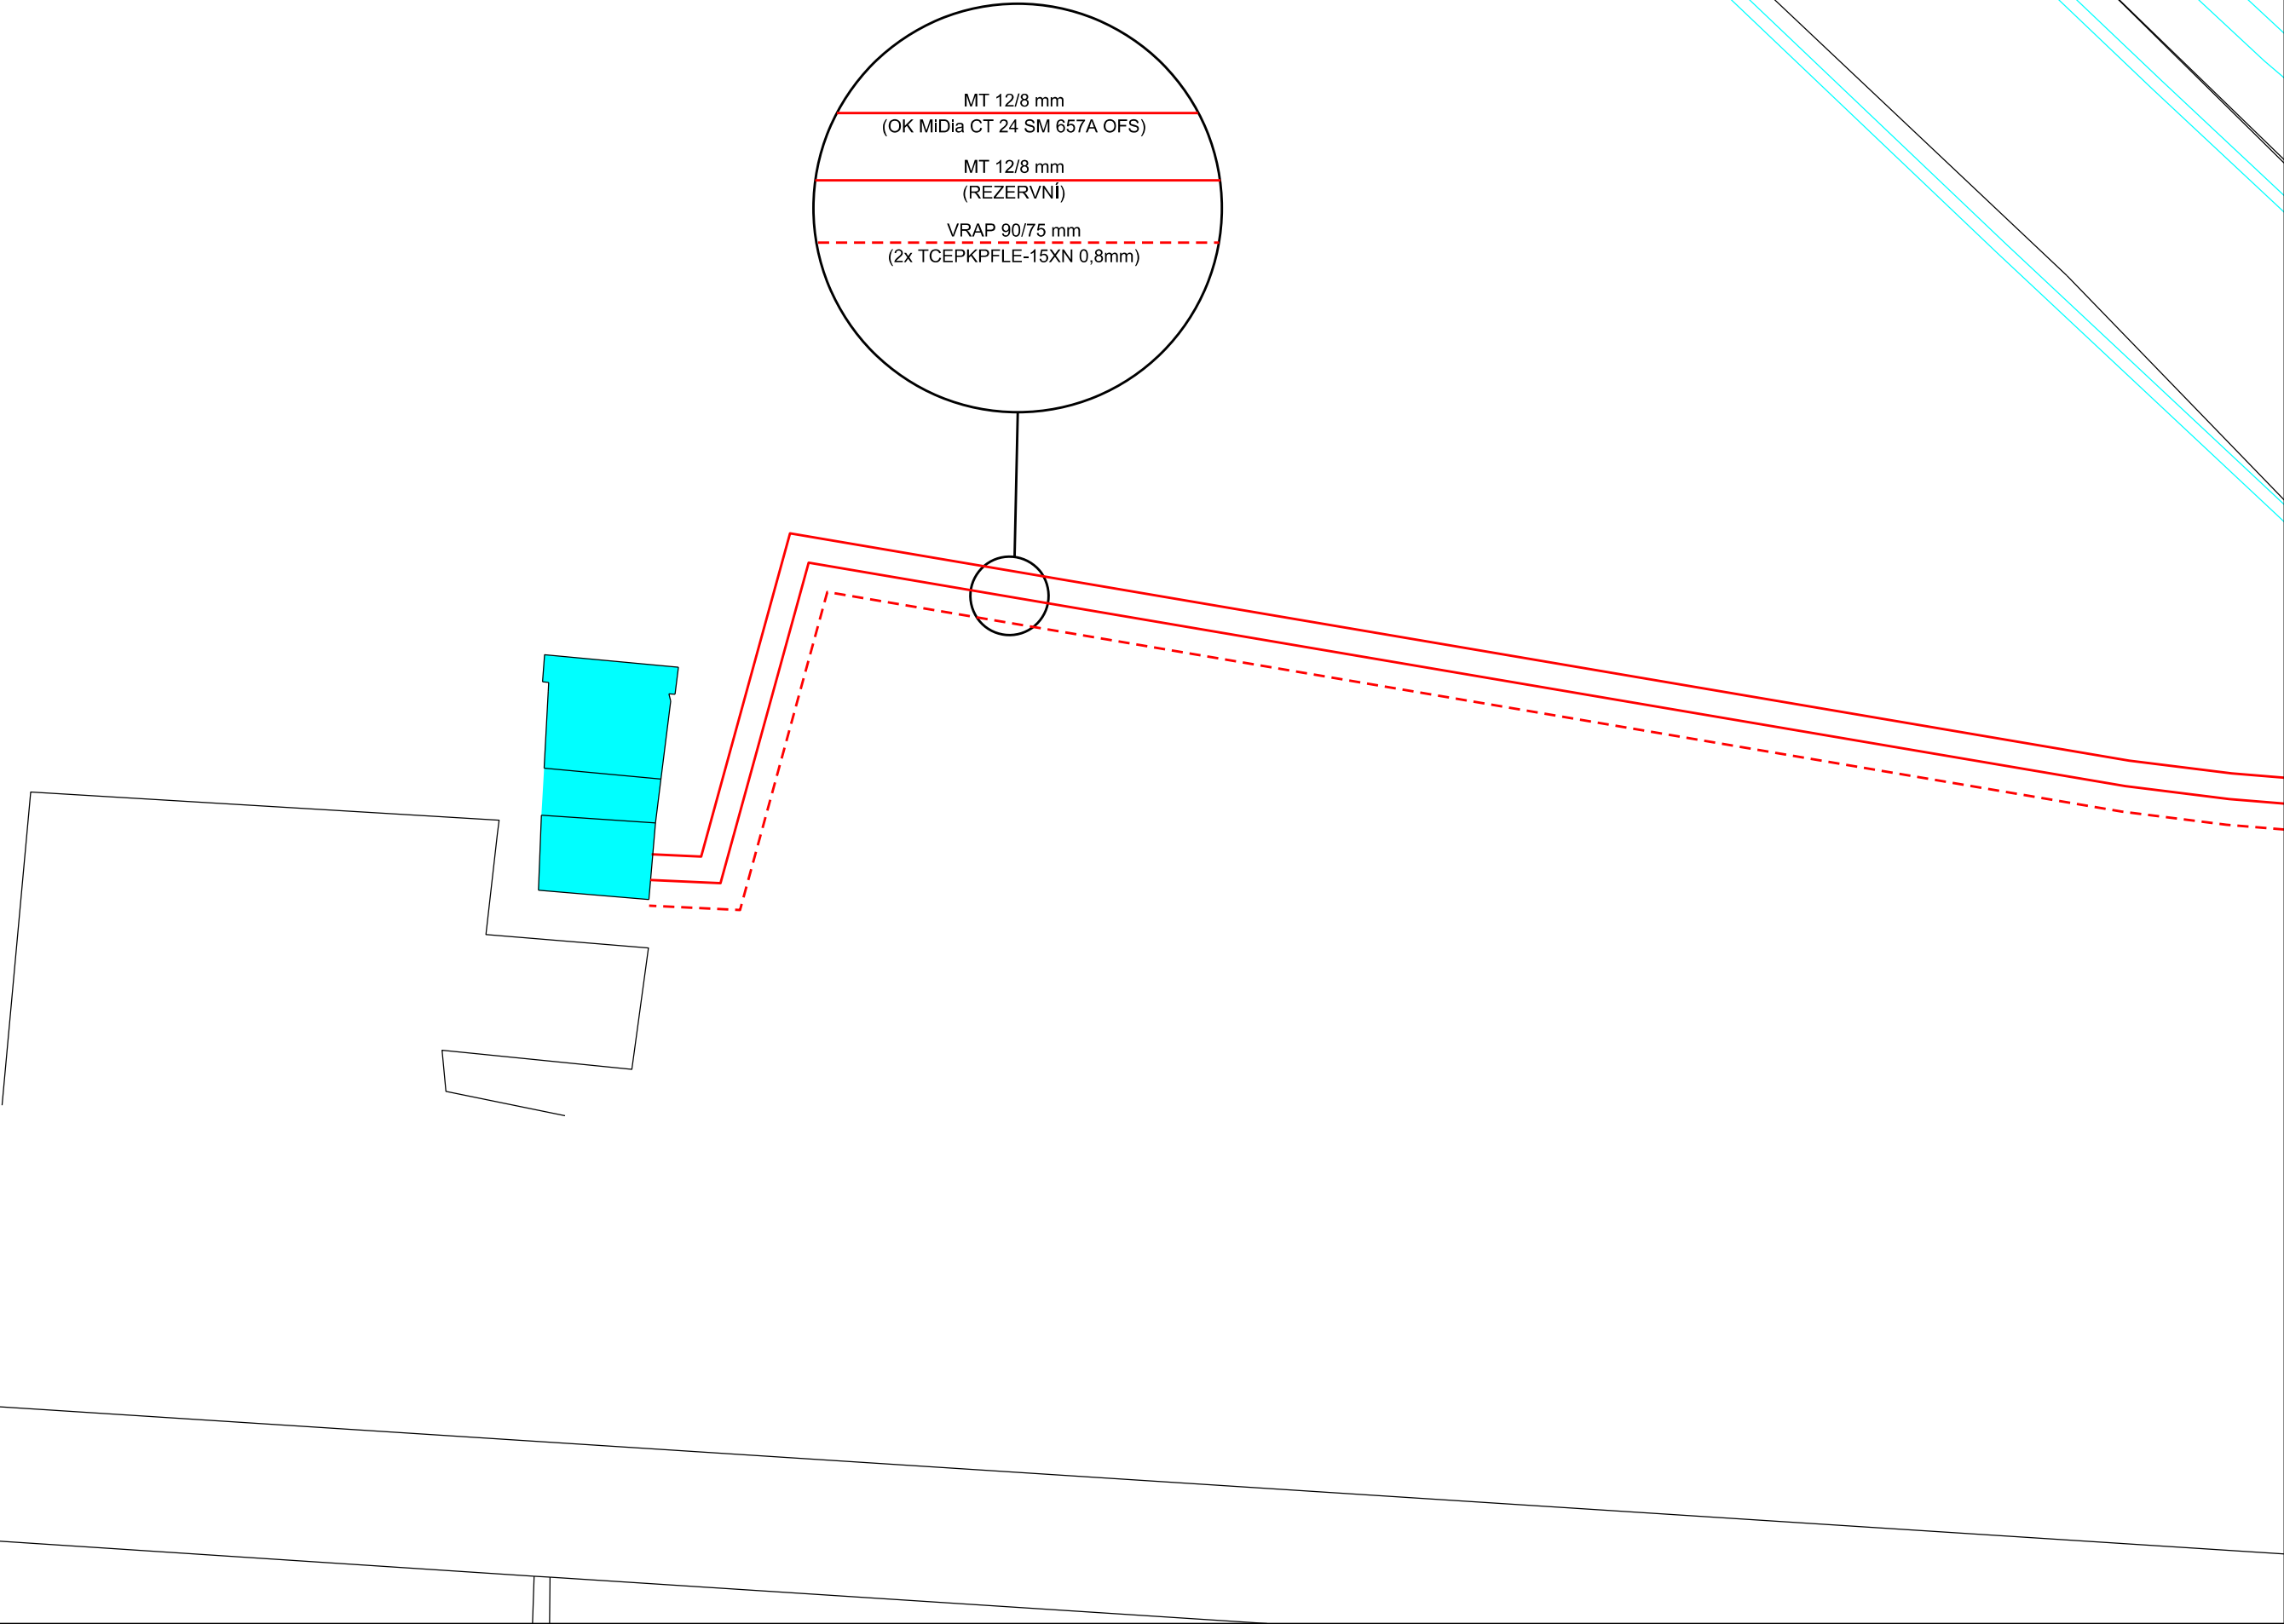 MT 12/8 mm
(OK MiDia CT 24 SM 657A OFS)
MT 12/8 mm
(REZERVNÍ)
VRAP 90/75 mm
(2x TCEPKPFLE-15XN 0,8mm)